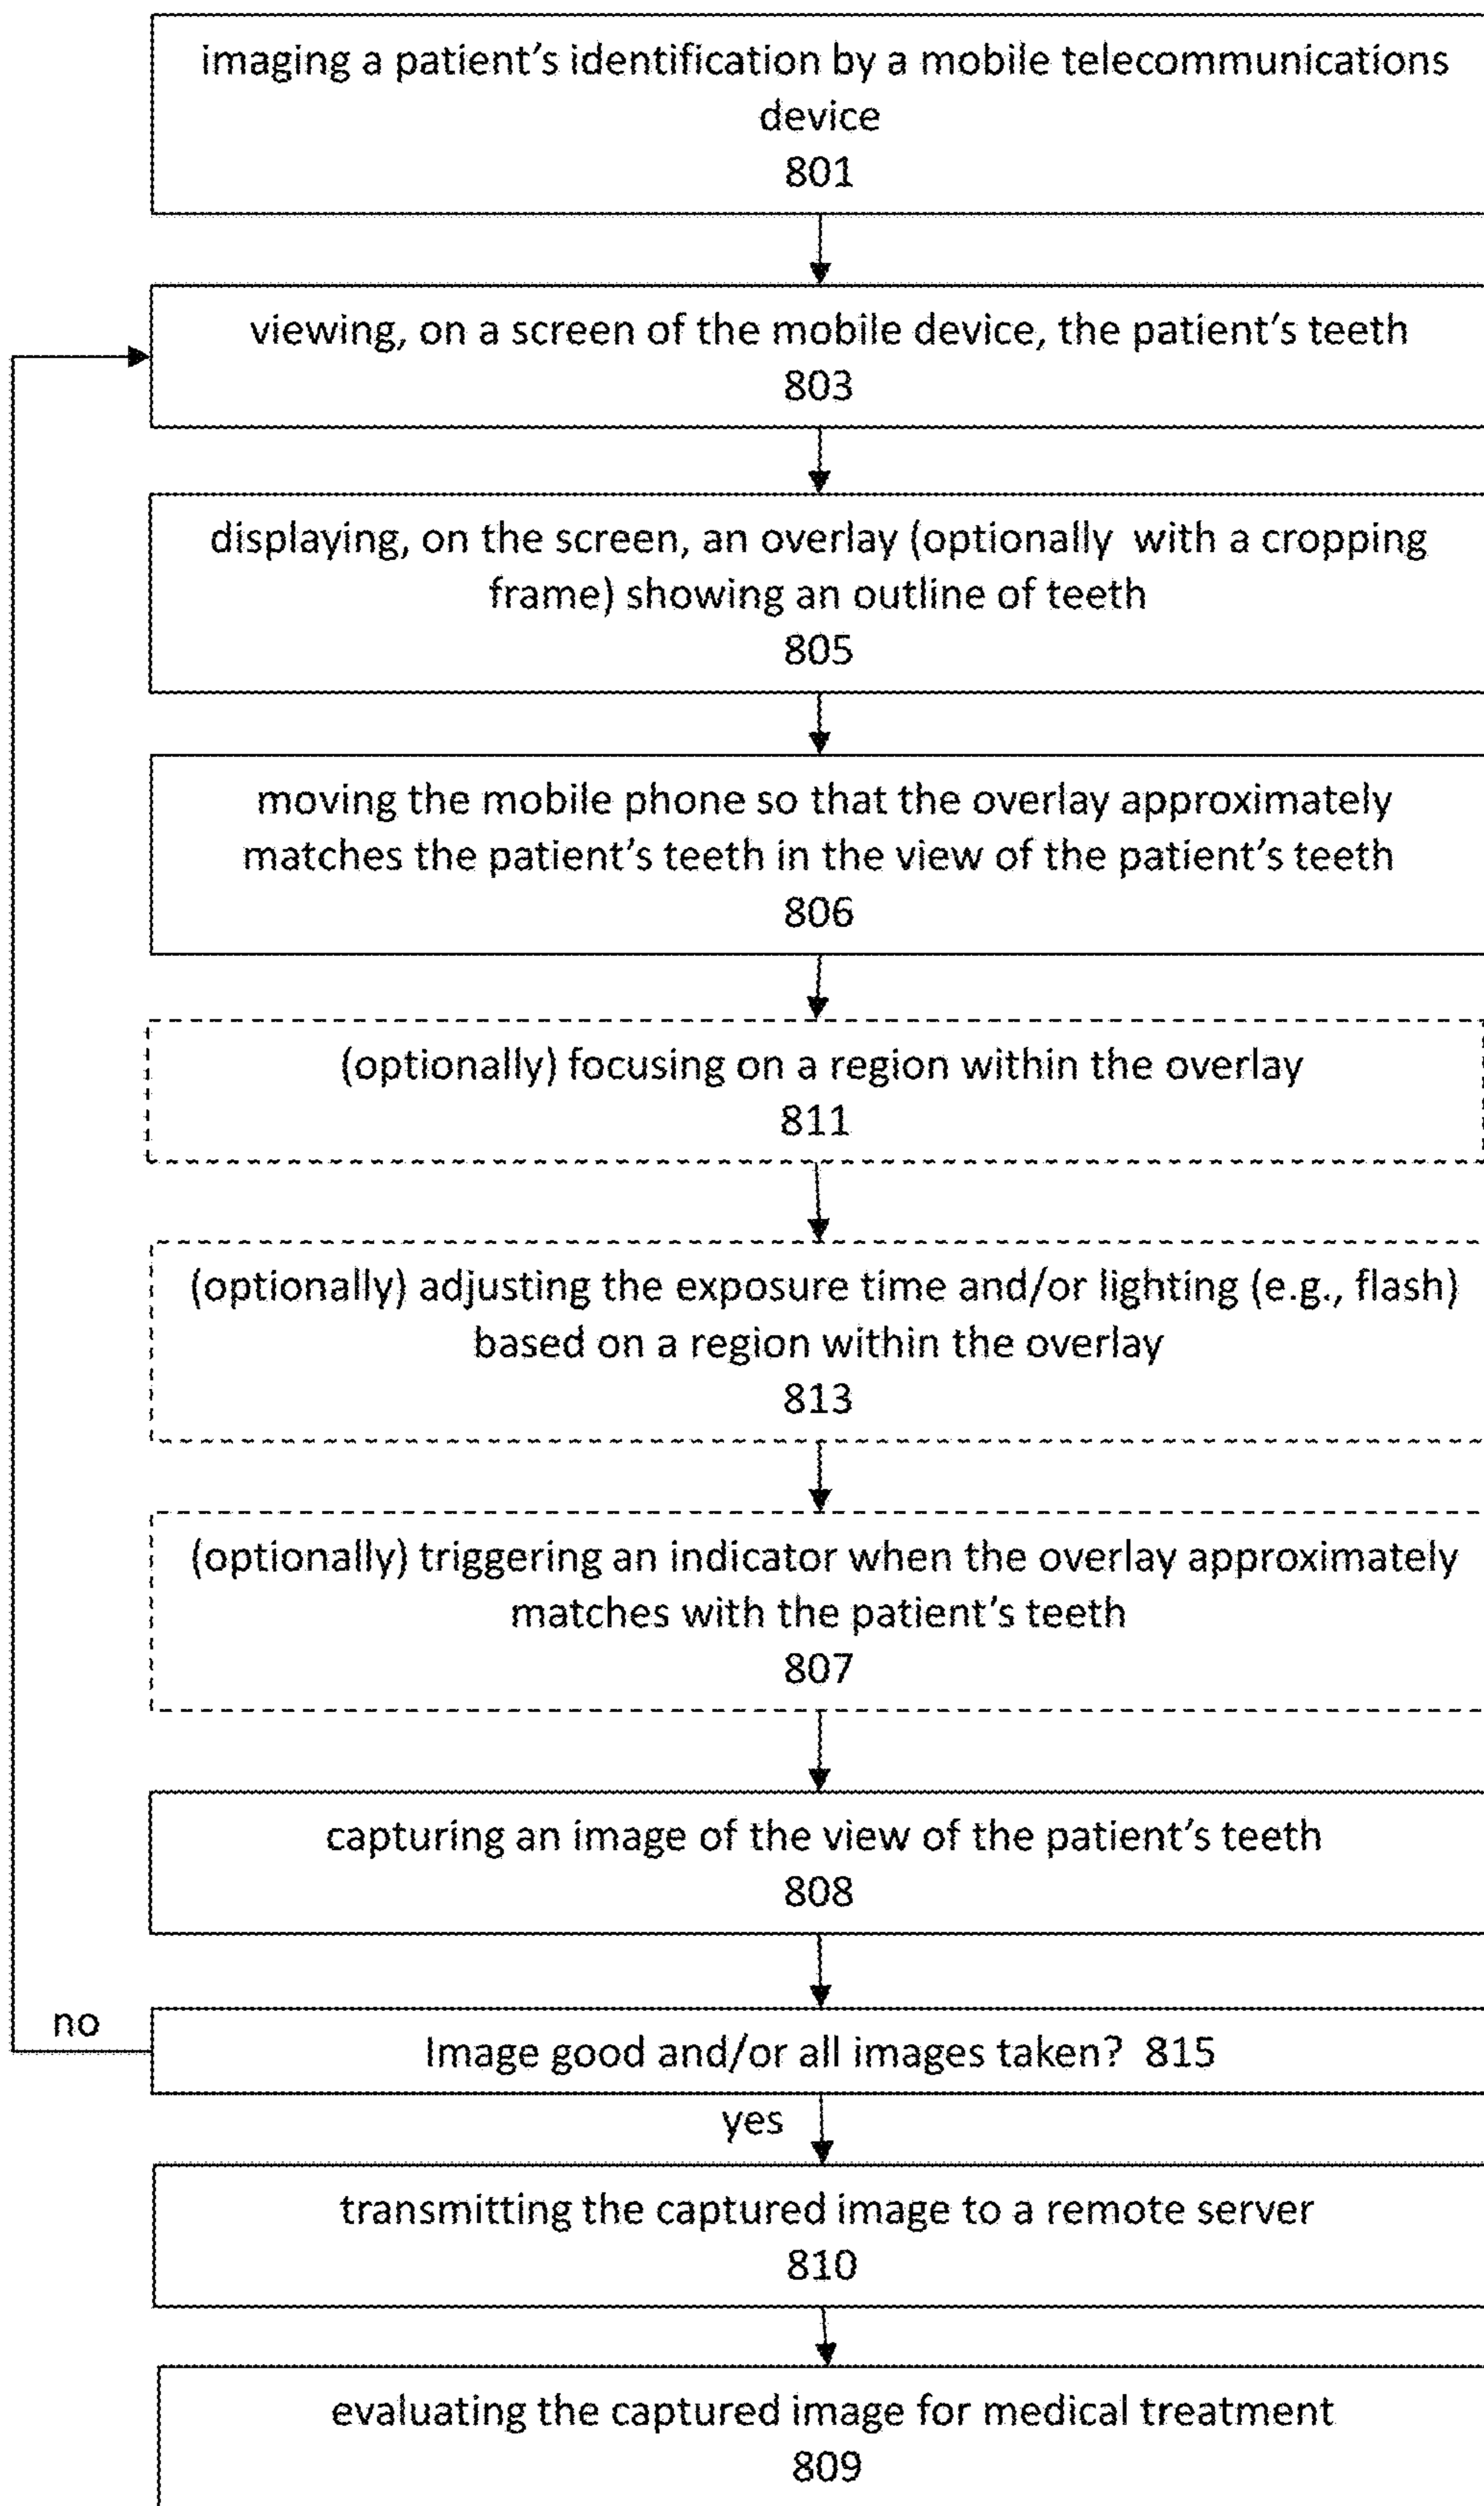 imaging a patient's identification by a mobile telecommunications
device
801
viewing, on a screen of the mobile device, the patient's teeth
803
displaying, on the screen, an overlay (optionally with a cropping
frame) showing an outline of teeth
805
moving the mobile phone so that the overlay approximately
matches the patient's teeth in the view of the patient's teeth
806
(optionally) focusing on a region within the overlay
811
(optionally) adjusting the exposure time and/or lighting (e.g., flash)
based on a region within the overlay
813
(optionally) triggering an indicator when the overlay approximately
matches with the patient's teeth
807
capturing an image of the view of the patient's teeth
808
no
Image good and/or all images taken? 815
yes
transmitting the captured image to a remote server
810
evaluating the captured image for medical treatment
809